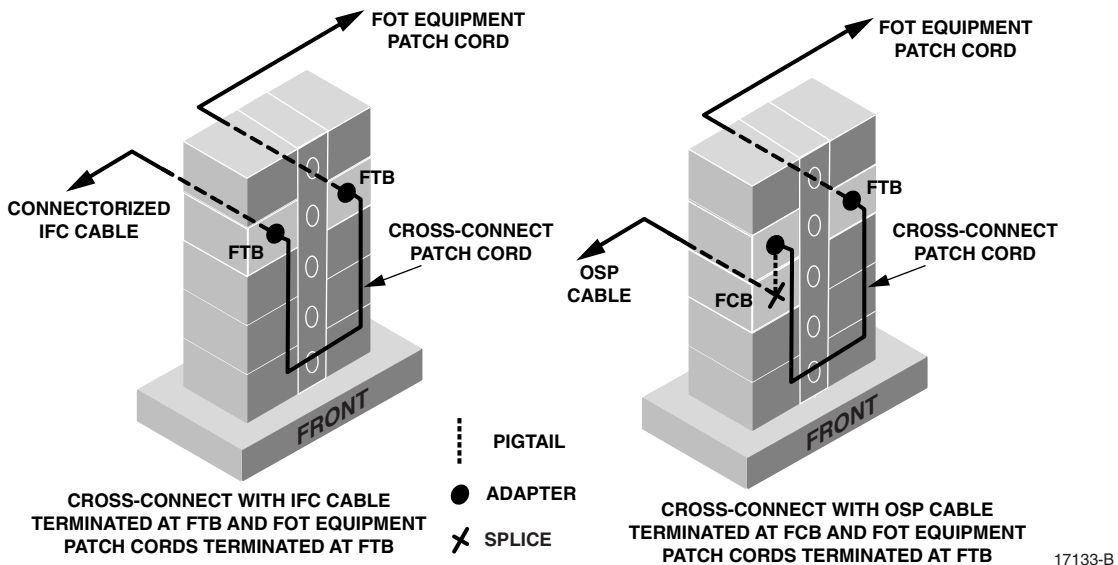 FOT EQUIPMENT
PATCH CORD
FTB
CONNECTORIZED
IFC CABLE
FTB
CROSS-CONNECT
PATCH CORD
FRONT
CROSS-CONNECT WITH IFC CABLE
TERMINATED AT FTB AND FOT EQUIPMENT
PATCH CORDS TERMINATED AT FTB
PIGTAIL
ADAPTER
SPLICE
FOT EQUIPMENT
PATCH CORD
FTB
CROSS-CONNECT
PATCH CORD
OSP
CABLE
FCB
FRONT
CROSS-CONNECT WITH OSP CABLE
TERMINATED AT FCB AND FOT EQUIPMENT
PATCH CORDS TERMINATED AT FTB
17133-B